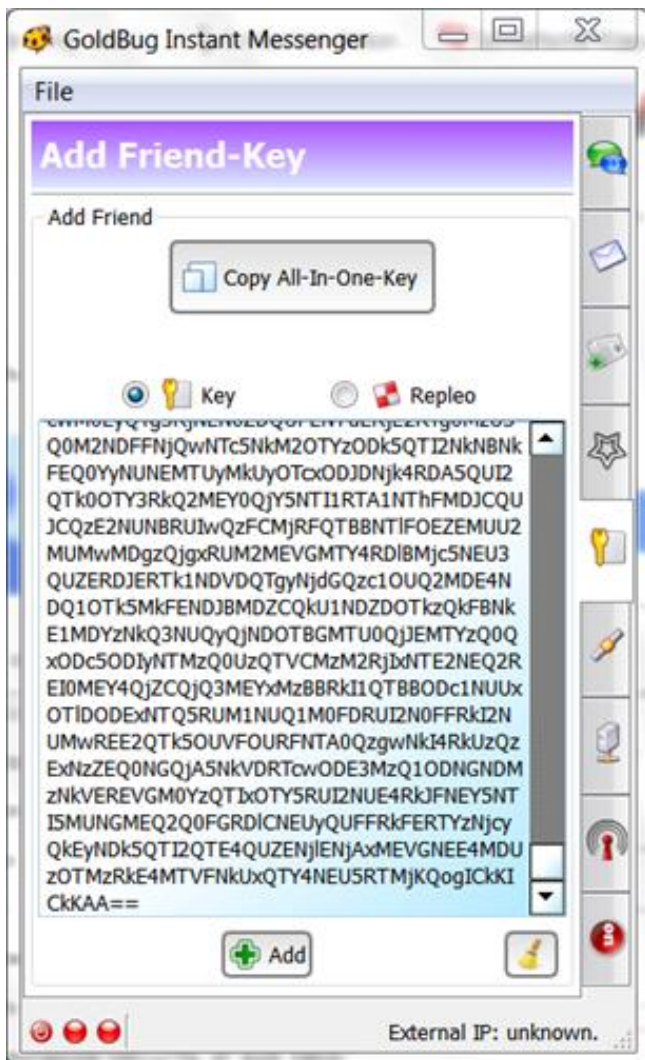 GoldBug Instant Messenger
File
Add Friend-Key
Add Friend
Copy All-In-One-Key
Key
Repleo
Q0M2NDFFNjQwNTc5NkM2OTYzODk5QTI2NkNBNk
FEQ0YyNUNEMTUyMkUyOTcxODJDNjk4RDA5QUI2
QTk0OTY3RkQ2MEY0QjY5NTI1RTA1NThFMDJCQU
JCQzE2NUNBRUIwQzFCMjRFQTBBNTlFOEZEMUU2
MUMwMDgzQjgxRUM2MEVGMTY4RDlBMjc5NEU3
QUZERDJERTk1NDVDQTgyNjdGQzc1OUQ2MDE4N
DQ1OTk5MkFENDJBMDZCQkU1NDZDOTkzQkFBNk
E1MDYzNkQ3NUQyQjNDOTBGMTU0QjJEMTYzQ0Q
xODc5ODIyNTMzQ0UzQTVCMzM2RjIxNTE2NEQ2R
EI0MEY4QjZCQjQ3MEYxMzBBRkI1QTBBODc1NUUx
OTlDODExNTQ5RUM1NUQ1M0FDRUI2N0FFRkI2N
UMwREE2QTk5OUVFOURFNTA0QzgwNkI4RkUzQz
ExNzZEQ0NGQjA5NkVDRTcwODE3MzQ1ODNGNDM
zNkVEREVGM0YzQTIxOTY5RUI2NUE4RkJFNEY5NT
I5MUNGMEQ2Q0FGRDlCNEUyQUFFRkFERTYzNjcy
QkEyNDk5QTI2QTE4QUZENjlENjAxMEVGNEE4MDU
zOTMzRkE4MTVFNkUxQTY4NEU5RTMjKQogICkKI
CkKAA==
Add
on
External IP: unknown.